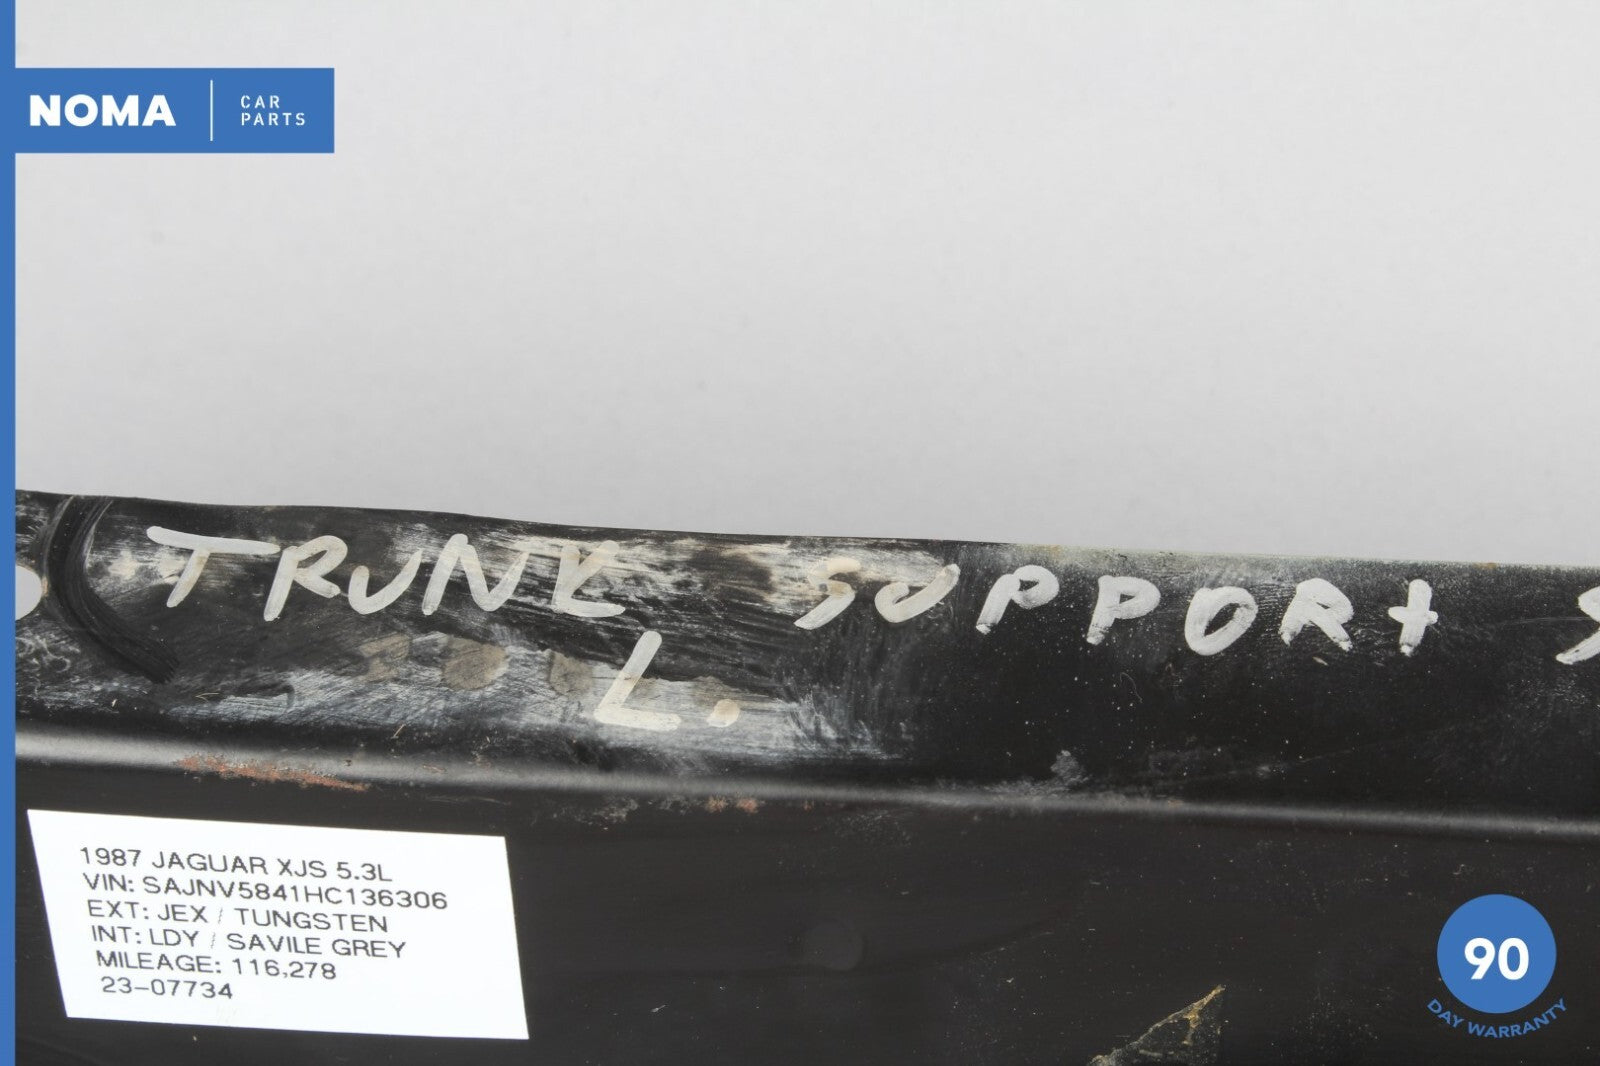 NOMA
CAR
PARTS
TRUNK SUPPORT S
L.
1987 JAGUAR XJS 5.3L
VIN: SAJNV5841HC136306
EXT: JEX / TUNGSTEN
INT: LDY / SAVILE GREY
MILEAGE: 116,278
23-07734
90
DAY WARRANTY